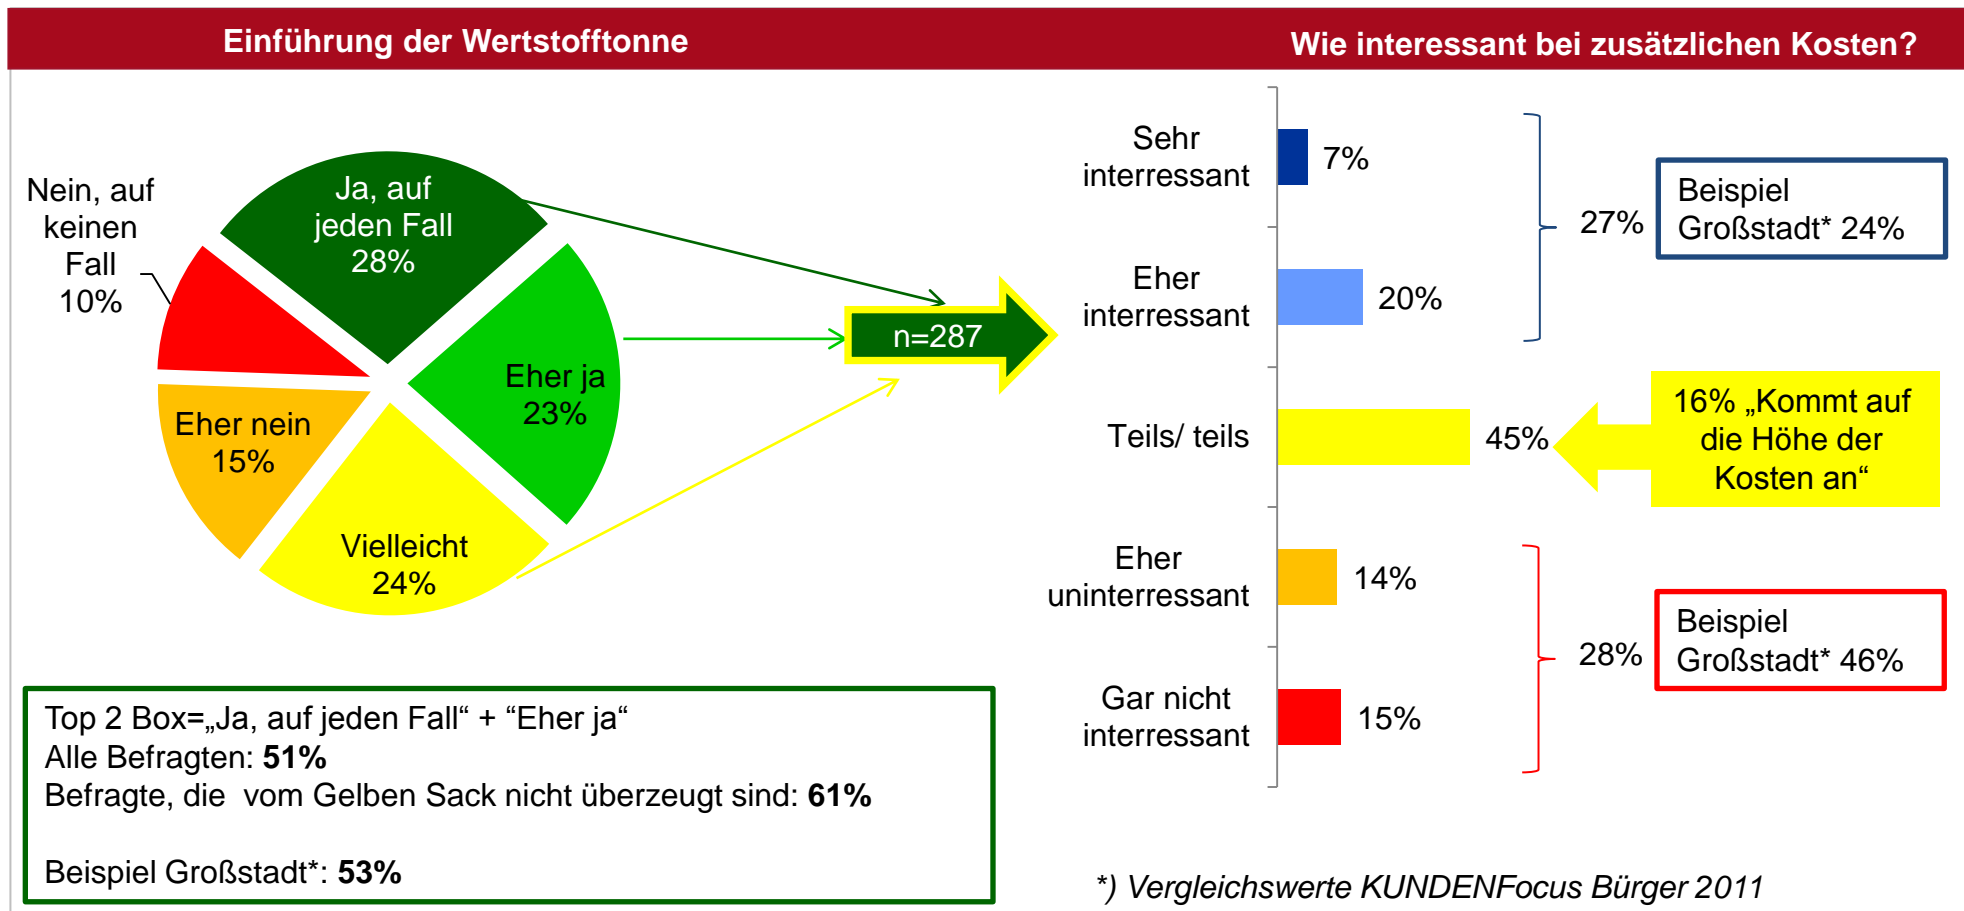 Einführung der Wertstofftonne
Wie interessant bei zusätzlichen Kosten?
Nein, auf
keinen
Fall
10%
Ja, auf
jeden Fall
28%
Eher ja
23%
Eher nein
15%
Vielleicht
24%
n=287
Sehr
interressant
7%
Eher
interressant
20%
Teils/ teils
45%
Eher
uninterressant
14%
Gar nicht
interressant
15%
27%
Beispiel
Großstadt* 24%
16% „Kommt auf
die Höhe der
Kosten an“
28%
Beispiel
Großstadt* 46%
Top 2 Box=„Ja, auf jeden Fall“ + “Eher ja“
Alle Befragten: 51%
Befragte, die  vom Gelben Sack nicht überzeugt sind: 61%
Beispiel Großstadt*: 53%
*) Vergleichswerte KUNDENFocus Bürger 2011